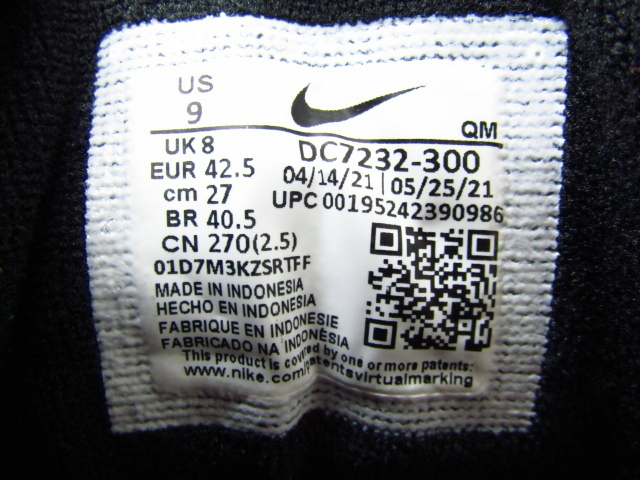 US
9
QM
UK 8
EUR 42.5
cm 27
BR 40.5
CN 270(2.5)
DC7232-300
04/14/21 | 05/25/21
UPC 00195242390986
01D7M3KZSRTFF
MADE IN INDONESIA
HECHO EN INDONESIA
FABRIQUE EN INDONESIE
FABRICADO NA INDONÉSIA
This product is covered by one or more patents:
www.nike.com/patentsvirtualmarking